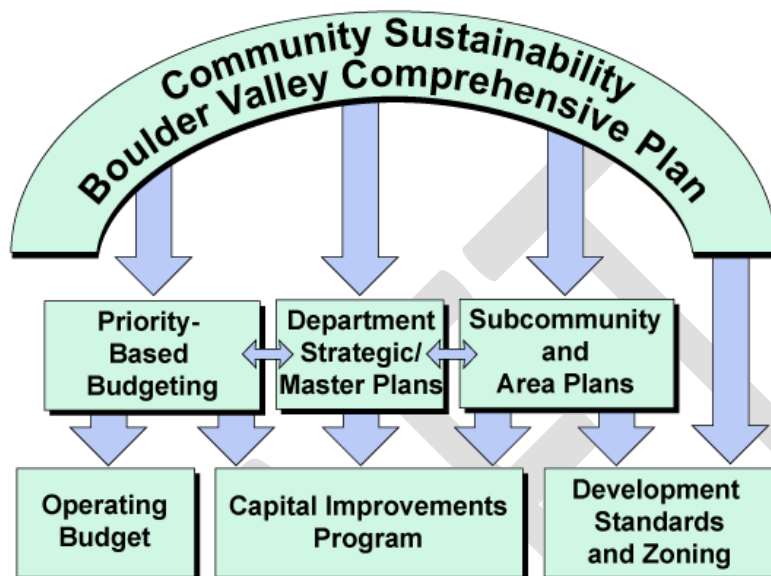 Community Sustainability
Boulder Valley Comprehensive Plan
Priority-
Based
Budgeting
Department
Strategic/
Master Plans
Subcommunity
and
Area Plans
Operating
Budget
Capital Improvements
Program
Development
Standards
and Zoning